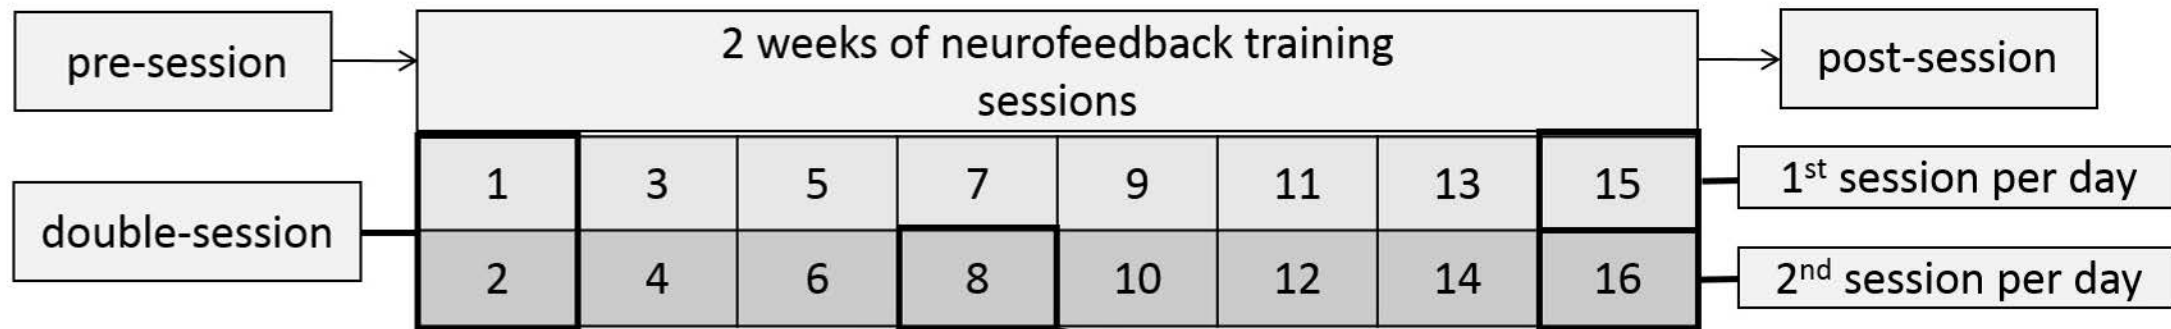 pre-session
2 weeks of neurofeedback training
sessions
post-session
double-session
1 3 5 7 9 11 13 15
1st session per day
2 4 6 8 10 12 14 16
2nd session per day